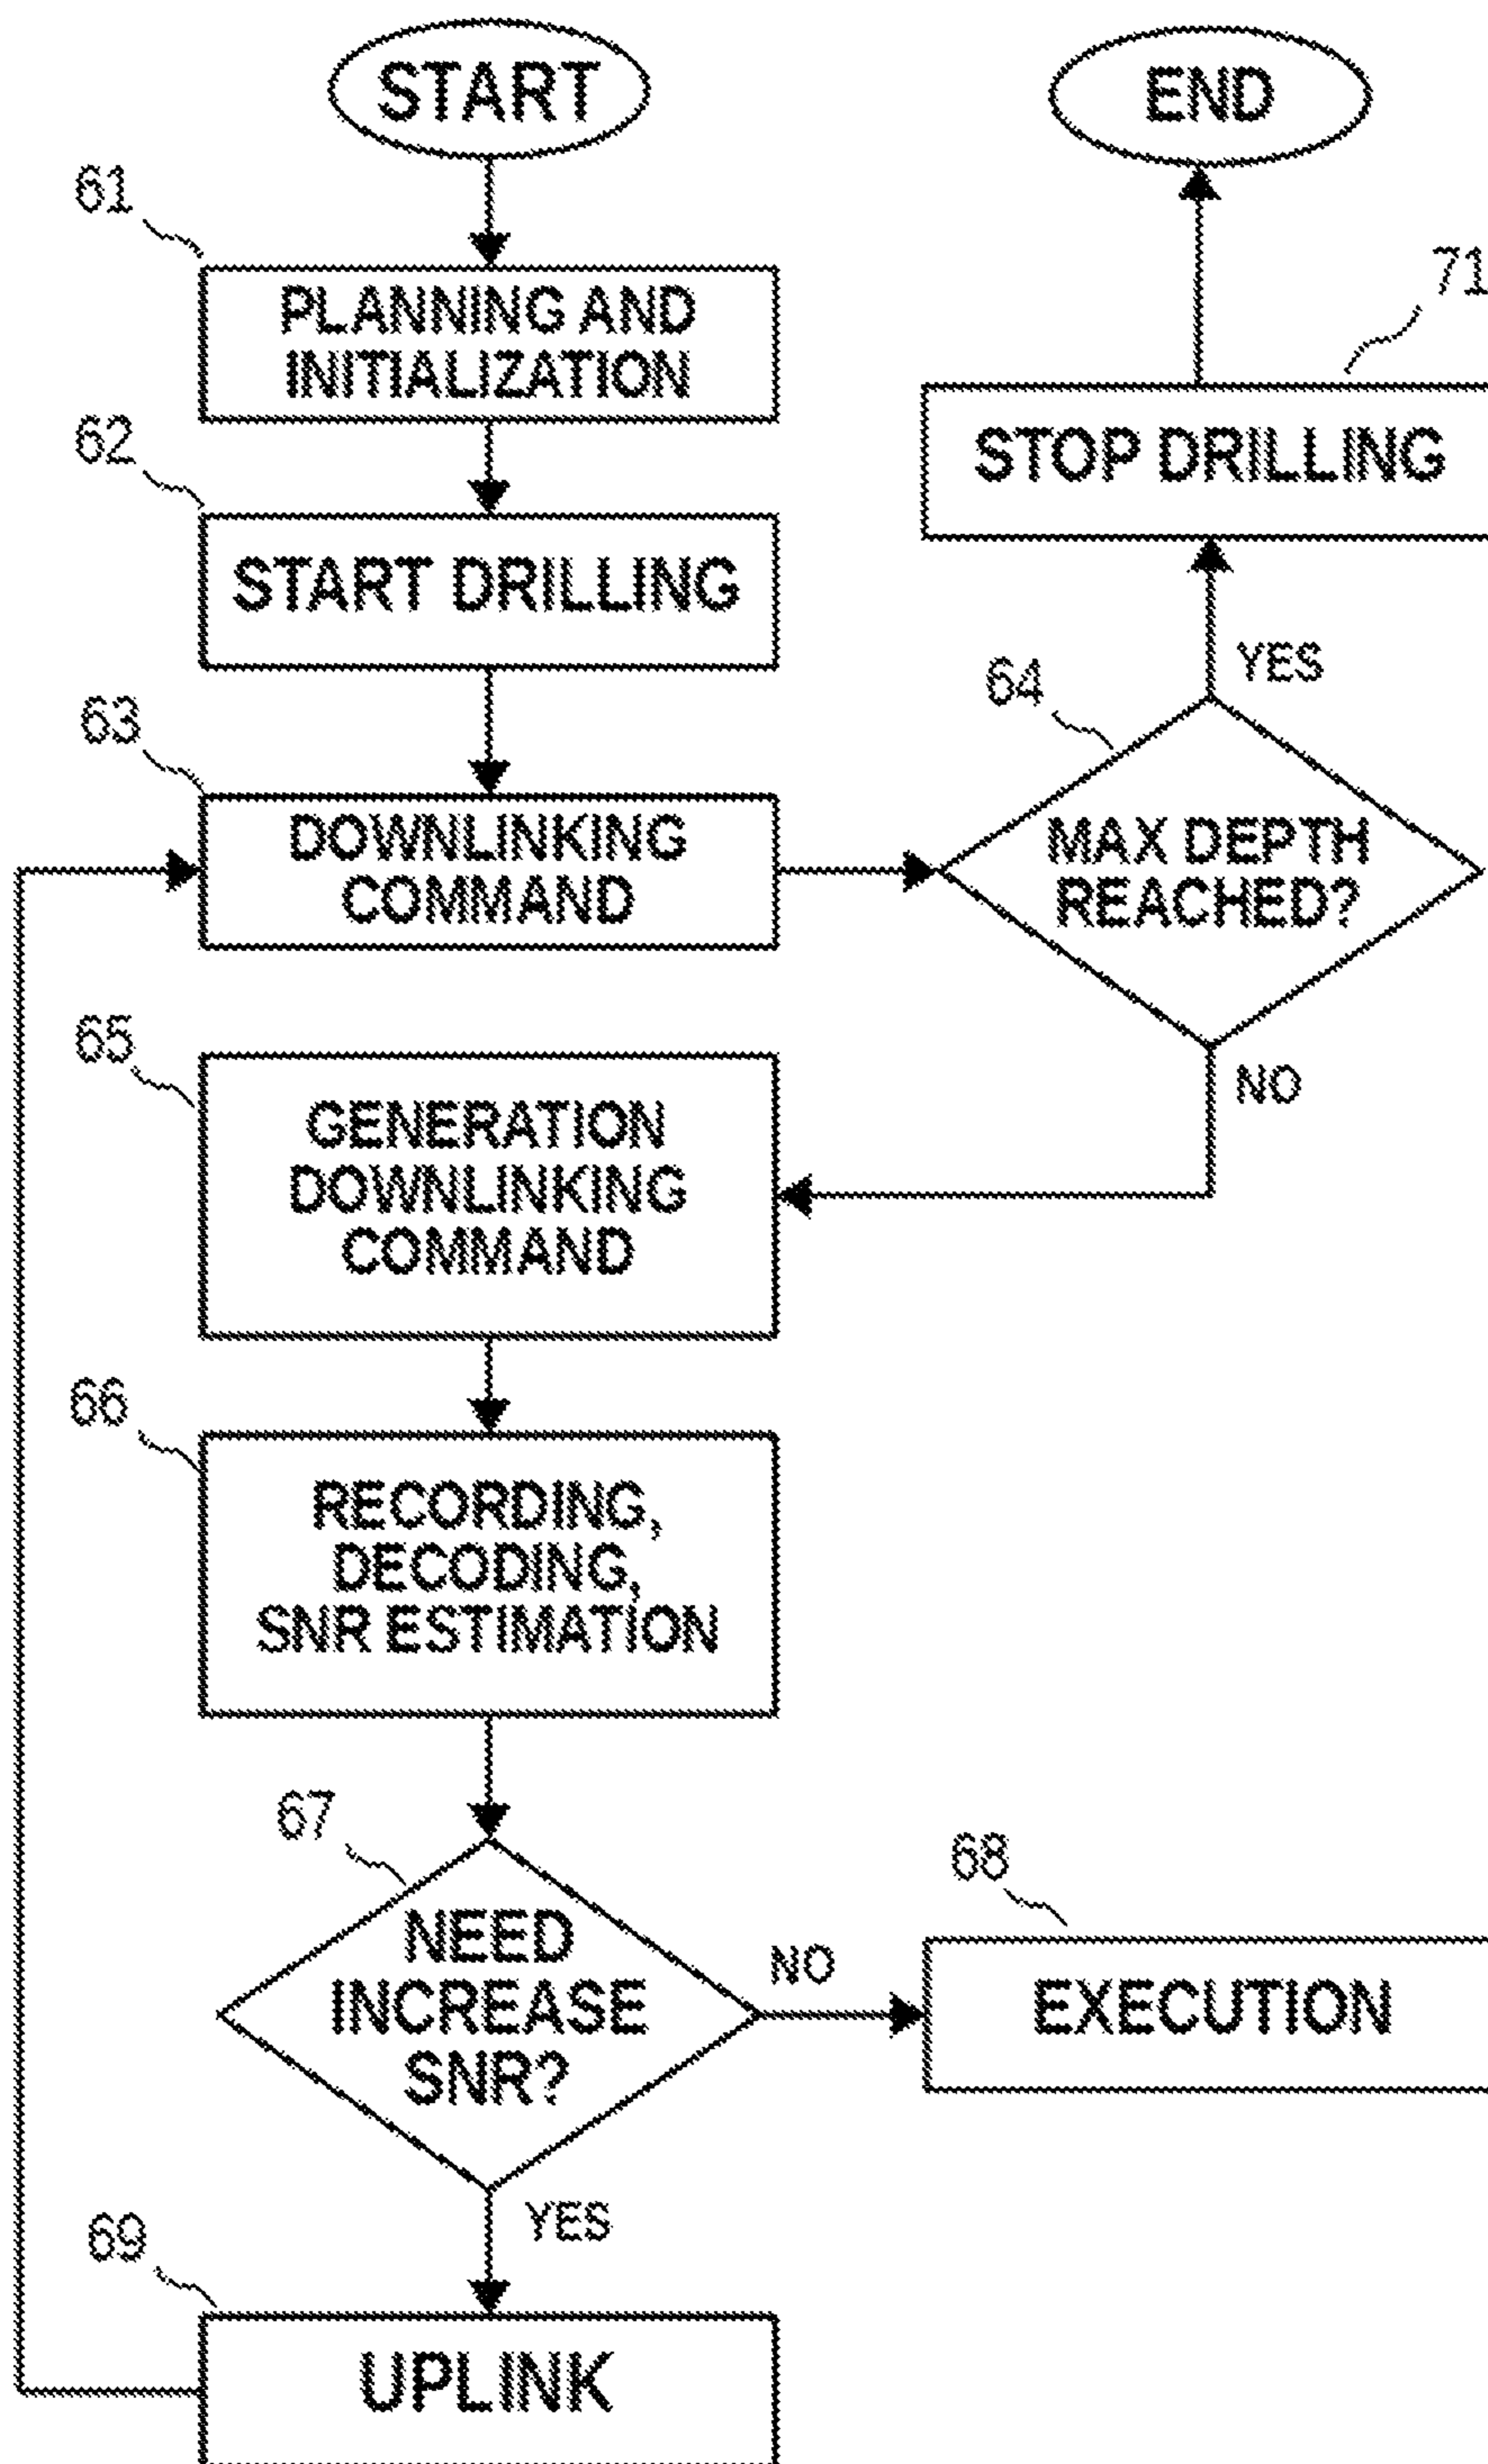 START
END
61
PLANNING AND
INITIALIZATION
71
STOP DRILLING
62
START DRILLING
YES
64
63
DOWNLINKING
COMMAND
MAX DEPTH
REACHED?
65
NO
GENERATION
DOWNLINKING
COMMAND
66
RECORDING,
DECODING,
SNR ESTIMATION
67
68
NEED
INCREASE
SNR?
NO
EXECUTION
YES
69
UPLINK